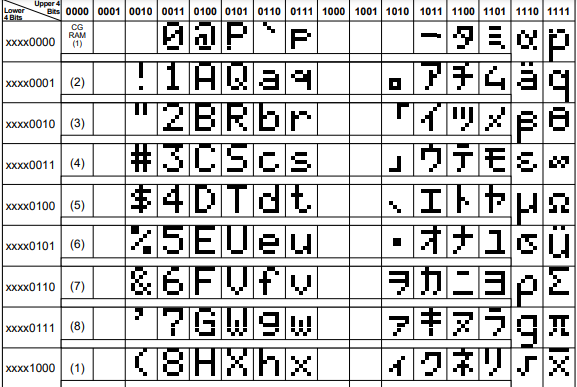 Upper 4 Bits Lower 4 Bits 0000 0001 0010 0011 0100 0101 0110 0111 1000 1001 1010 1011 1100 1101 1110 1111
xxxx0000 CG RAM (1) 0 @ P ` p ー タ ミ α p
xxxx0001 (2) ! 1 A Q a q 。 ア チ ム ä q
xxxx0010 (3) " 2 B R b r 「 イ ツ メ β θ
xxxx0011 (4) # 3 C S c s 」 ウ テ モ ε ∞
xxxx0100 (5) $ 4 D T d t 、 エ ト ヤ μ Ω
xxxx0101 (6) % 5 E U e u ・ オ ナ ユ σ ü
xxxx0110 (7) & 6 F V f v ヲ カ ニ ヨ ρ Σ
xxxx0111 (8) ' 7 G W g w ァ キ ヌ ラ g π
xxxx1000 (1) ( 8 H X h x ィ ク ネ リ √ x̄